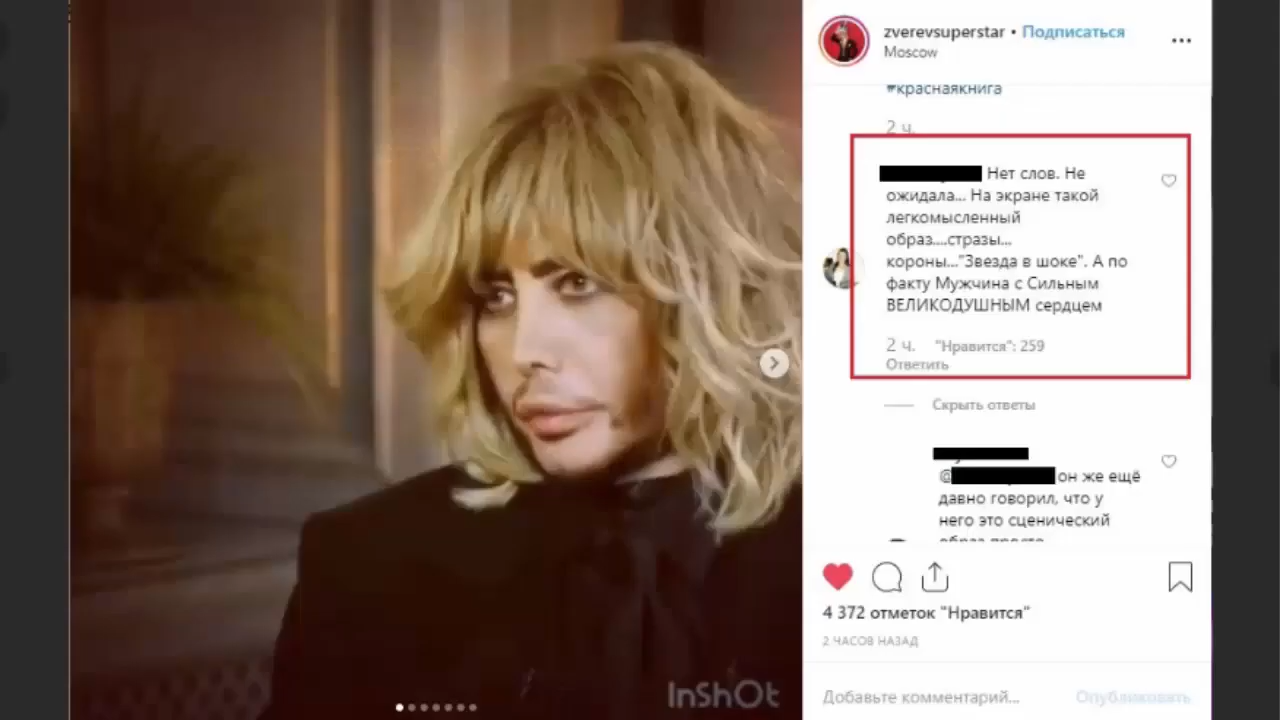 zverevsuperstar • Подписаться
Moscow
#краснаякнига
2 ч.
Нет слов. Не
ожидала... На экране такой
легкомысленный
образ....стразы...
короны..."Звезда в шоке". А по
факту Мужчина с Сильным
ВЕЛИКОДУШНЫМ сердцем
2 ч. "Нравится": 259
Ответить
Скрыть ответы
@ он же ещё
давно говорил, что у
него это сценический
образ просто
4 372 отметок "Нравится"
2 ЧАСОВ НАЗАД
Добавьте комментарий...
Опубликовать
InShOt